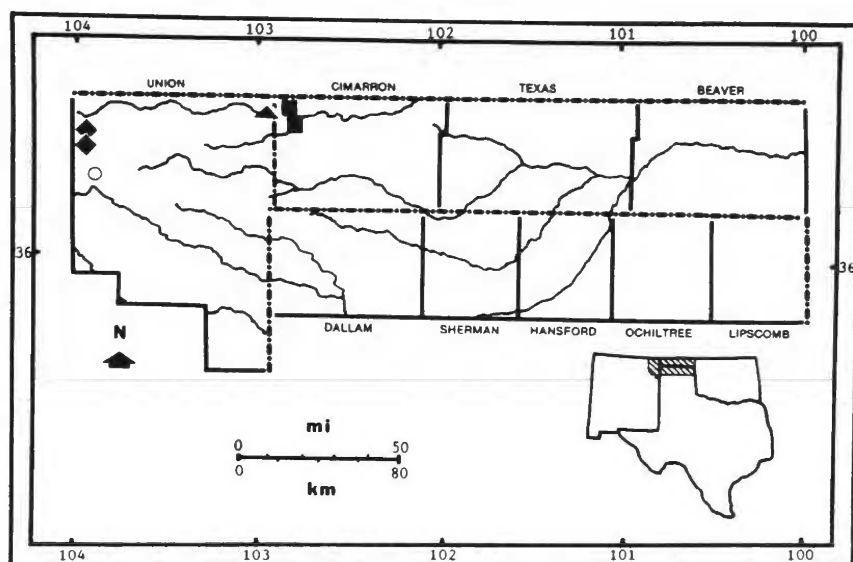 104 103 102 101 100
UNION CIMARRON TEXAS BEAVER
36 36
DALLAM SHERMAN HANSFORD OCHILTREE LIPSCOMB
N
mi
0 50
0 80
km
104 103 102 101 100